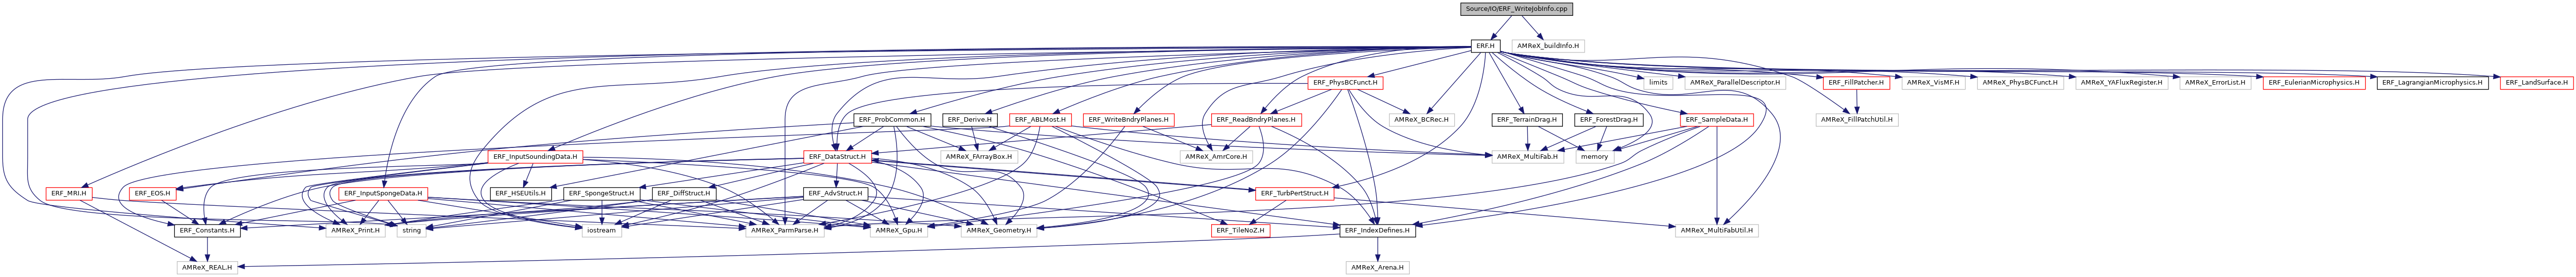 Source/IO/ERF_WriteJobInfo.cpp
ERF.H
AMReX_buildInfo.H
ERF_PhysBCFunct.H
limits
AMReX_ParallelDescriptor.H
ERF_FillPatcher.H
AMReX_VisMF.H
AMReX_PhysBCFunct.H
AMReX_YAFluxRegister.H
AMReX_ErrorList.H
ERF_EulerianMicrophysics.H
ERF_LagrangianMicrophysics.H
ERF_LandSurface.H
ERF_ProbCommon.H
ERF_Derive.H
ERF_ABLMost.H
ERF_WriteBndryPlanes.H
ERF_ReadBndryPlanes.H
AMReX_BCRec.H
ERF_TerrainDrag.H
ERF_ForestDrag.H
ERF_SampleData.H
AMReX_FillPatchUtil.H
ERF_InputSoundingData.H
ERF_DataStruct.H
AMReX_FArrayBox.H
AMReX_AmrCore.H
AMReX_MultiFab.H
memory
ERF_MRI.H
ERF_EOS.H
ERF_InputSpongeData.H
ERF_HSEUtils.H
ERF_SpongeStruct.H
ERF_DiffStruct.H
ERF_AdvStruct.H
ERF_TurbPertStruct.H
ERF_Constants.H
AMReX_Print.H
string
iostream
AMReX_ParmParse.H
AMReX_Gpu.H
AMReX_Geometry.H
ERF_TileNoZ.H
ERF_IndexDefines.H
AMReX_MultiFabUtil.H
AMReX_REAL.H
AMReX_Arena.H